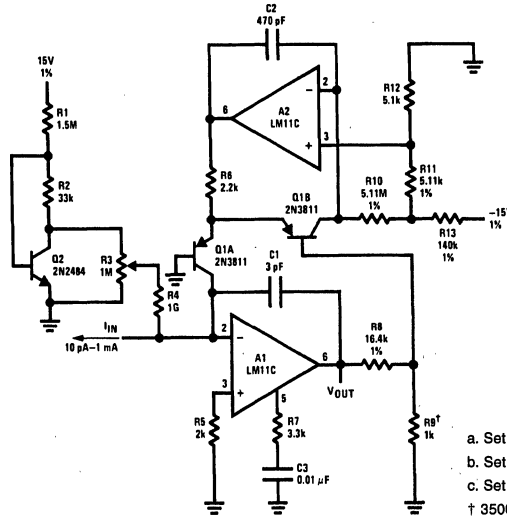 C2
470 pF
15V
1%
R1
1.5M
R2
33k
Q2
2N2484
R3
1M
R4
1G
I_IN
10 pA–1 mA
6
A2
LM11C
2
–
3
+
R12
5.1k
R11
5.11k
1%
R10
5.11M
1%
–15V
1%
R13
140k
1%
R6
2.2k
Q1B
2N3811
Q1A
2N3811
C1
3 pF
2
–
3
+
A1
LM11C
5
6
V_OUT
R8
16.4k
1%
R9†
1k
R5
2k
R7
3.3k
C3
0.01 µF
a. Set
b. Set
c. Set
† 350